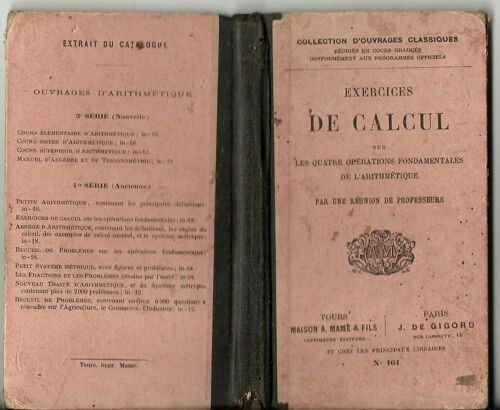 EXTRAIT DU CATALOGUE
OUVRAGES D'ARITHMÉTIQUE
2e SÉRIE (Nouvelle)
COURS ÉLÉMENTAIRE D'ARITHMÉTIQUE; in-18.
COURS MOYEN D'ARITHMÉTIQUE; in-16.
COURS SUPÉRIEUR D'ARITHMÉTIQUE; in-12
MANUEL D'ALGÈBRE ET DE TRIGONOMÉTRIE; in-12
1re SÉRIE (Ancienne)
PETITE ARITHMÉTIQUE, contenant les principales définitions;
in-18.
EXERCICES DE CALCUL sur les opérations fondamentales; in-18.
ABRÉGÉ D'ARITHMÉTIQUE, contenant les définitions, les règles du
calcul, des exemples de calcul mental, et le système métrique;
in-18.
RECUEIL DE PROBLÈMES sur les opérations fondamentales;
in-18.
PETIT SYSTÈME MÉTRIQUE, avec figures et problèmes; in-18.
LES FRACTIONS ET LES PROBLÈMES résolus par l'unité; in-18.
NOUVEAU TRAITÉ D'ARITHMÉTIQUE, et du Système métrique
contenant plus de 2000 problèmes; in-12
RECUEIL DE PROBLÈMES, contenant environ 6000 questions à
résoudre sur l'Agriculture, le Commerce, l'Industrie; in-12
Tours. Impr. Mame.
COLLECTION D'OUVRAGES CLASSIQUES
RÉDIGÉS EN COURS GRADUÉS
CONFORMÉMENT AUX PROGRAMMES OFFICIELS
EXERCICES
DE CALCUL
SUR
LES QUATRE OPÉRATIONS FONDAMENTALES
DE L'ARITHMÉTIQUE
PAR UNE RÉUNION DE PROFESSEURS
AM
TOURS
MAISON A. MAME & FILS
IMPRIMEURS-ÉDITEURS
PARIS
J. DE GIGORD
RUE CASSETTE, 15
ET CHEZ LES PRINCIPAUX LIBRAIRES
No 161